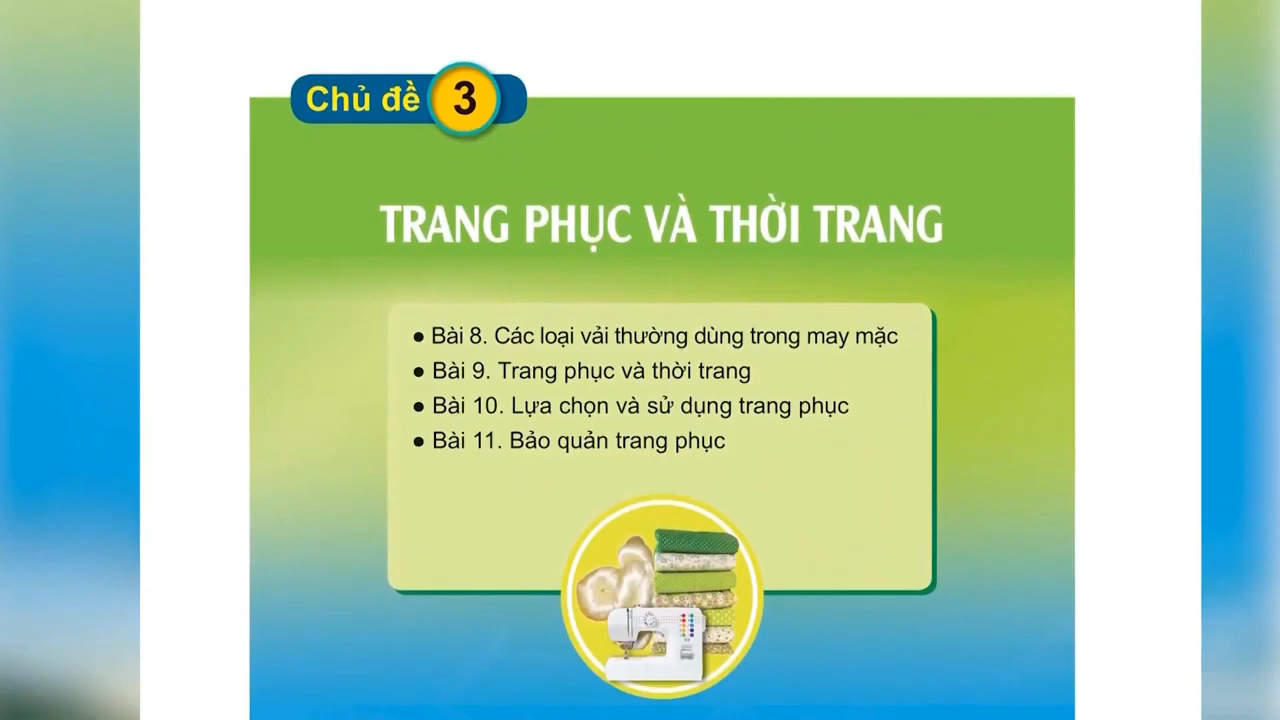 Chủ đề 3
TRANG PHỤC VÀ THỜI TRANG
● Bài 8. Các loại vải thường dùng trong may mặc
● Bài 9. Trang phục và thời trang
● Bài 10. Lựa chọn và sử dụng trang phục
● Bài 11. Bảo quản trang phục